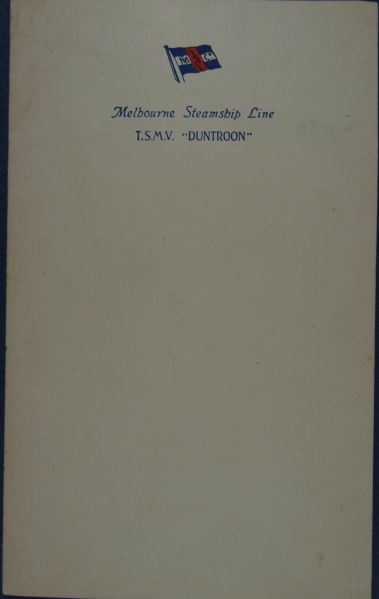 M S C
Melbourne Steamship Line
T.S.M.V. "DUNTROON"